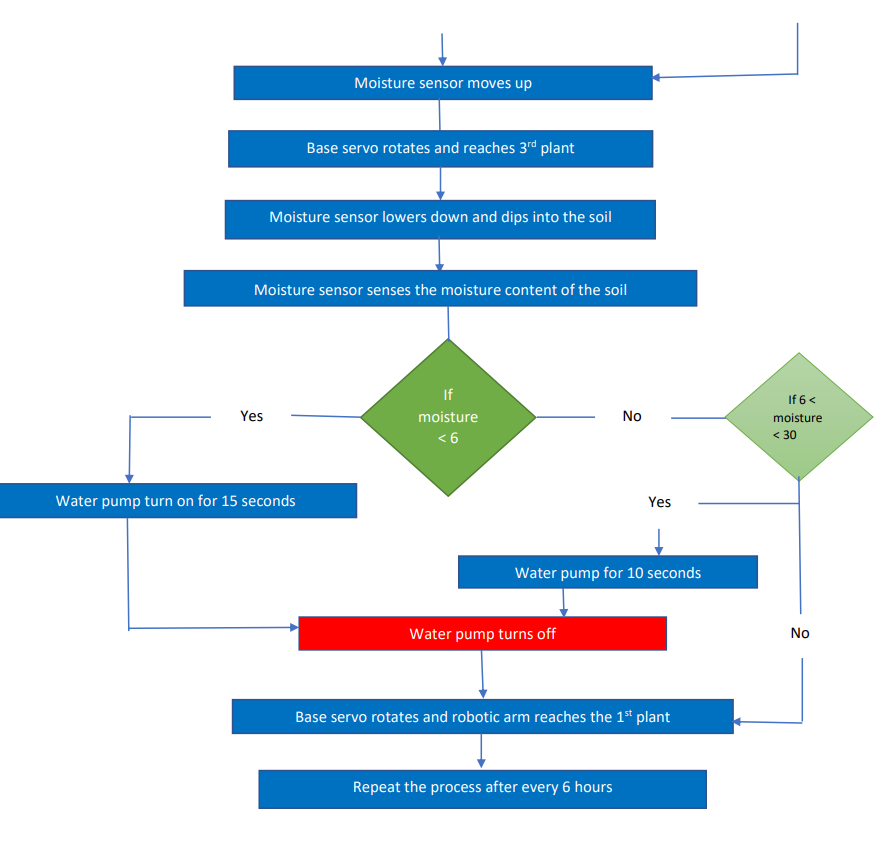 Moisture sensor moves up
Base servo rotates and reaches 3rd plant
Moisture sensor lowers down and dips into the soil
Moisture sensor senses the moisture content of the soil
If
moisture
< 6
If 6 <
moisture
< 30
Yes
No
Water pump turn on for 15 seconds
Yes
Water pump for 10 seconds
Water pump turns off
No
Base servo rotates and robotic arm reaches the 1st plant
Repeat the process after every 6 hours